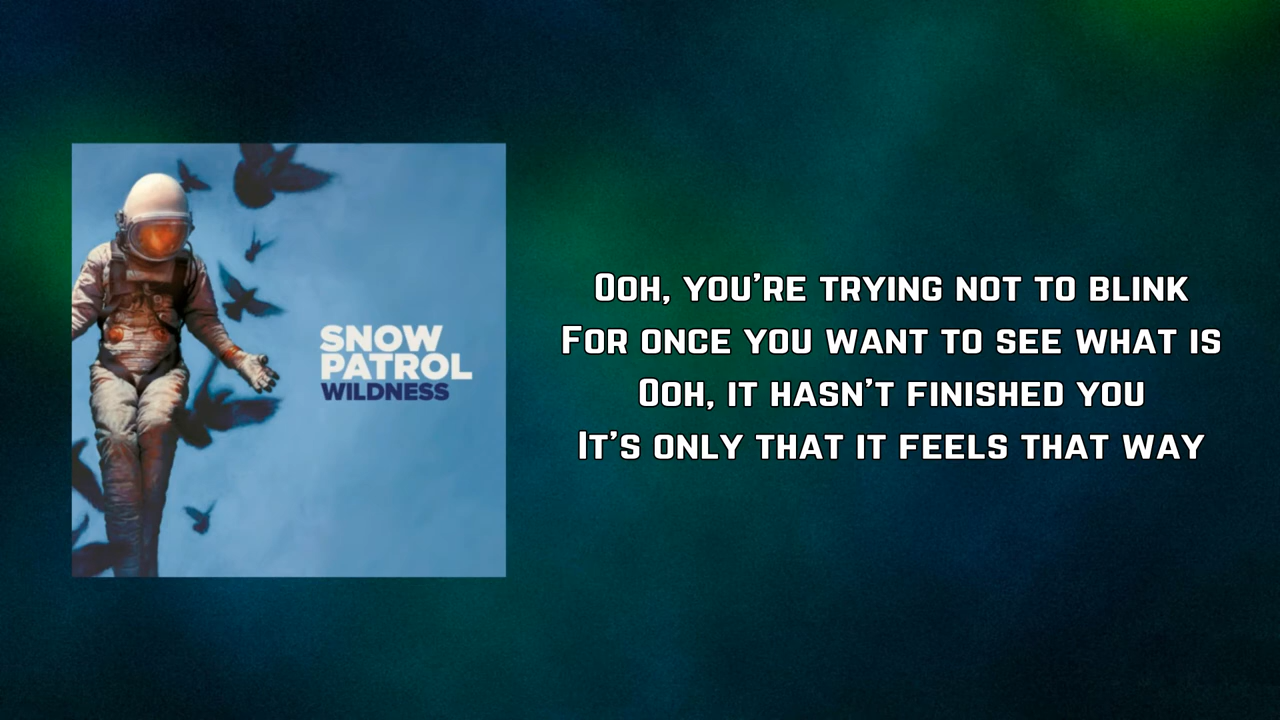 SNOW
PATROL
WILDNESS
Ooh, you're trying not to blink
For once you want to see what is
Ooh, it hasn't finished you
It's only that it feels that way